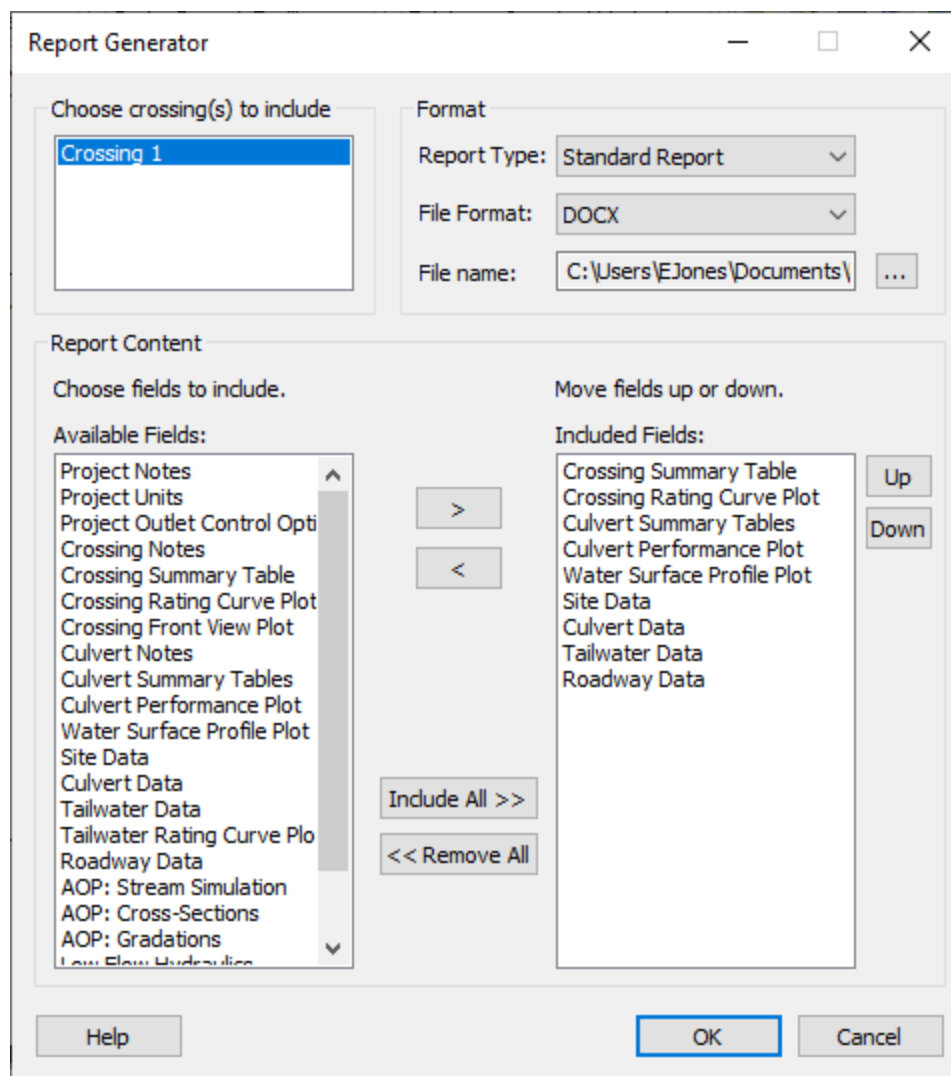 Report Generator
Choose crossing(s) to include
Crossing 1
Format
Report Type: Standard Report
File Format: DOCX
File name: C:\Users\EJones\Documents\ ...
Report Content
Choose fields to include.
Available Fields:
Project Notes
Project Units
Project Outlet Control Opti
Crossing Notes
Crossing Summary Table
Crossing Rating Curve Plot
Crossing Front View Plot
Culvert Notes
Culvert Summary Tables
Culvert Performance Plot
Water Surface Profile Plot
Site Data
Culvert Data
Tailwater Data
Tailwater Rating Curve Plo
Roadway Data
AOP: Stream Simulation
AOP: Cross-Sections
AOP: Gradations
Low Flow Hydraulics
>
<
Include All >>
<< Remove All
Move fields up or down.
Included Fields:
Crossing Summary Table
Crossing Rating Curve Plot
Culvert Summary Tables
Culvert Performance Plot
Water Surface Profile Plot
Site Data
Culvert Data
Tailwater Data
Roadway Data
Up
Down
Help
OK
Cancel